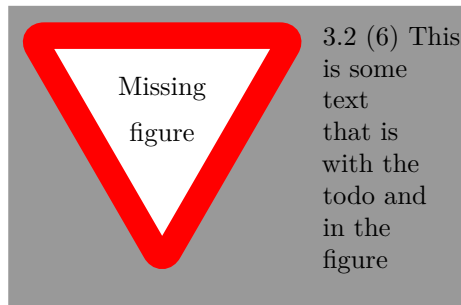 Missing
figure
3.2 (6) This
is some
text
that is
with the
todo and
in the
figure